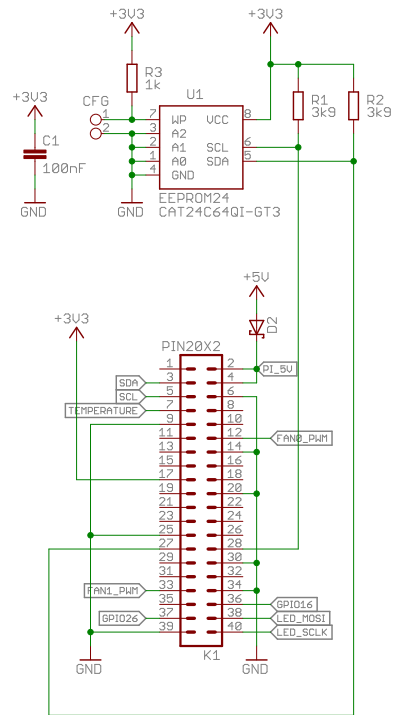 +3V3
+3V3
R3
1k
+3V3
CFG
1
2
U1
7 WP VCC 8
3 A2
2 A1 SCL 6
1 A0 SDA 5
4 GND
R1
3k9
R2
3k9
C1
100nF
EEPROM24
CAT24C64QI-GT3
GND
GND
+5V
D2
+3V3
PIN20X2
1 2
PI_5V
SDA 3 4
SCL 5 6
TEMPERATURE 7 8
9 10
11 12 FAN0_PWM
13 14
15 16
17 18
19 20
21 22
23 24
25 26
27 28
29 30
31 32
FAN1_PWM 33 34
35 36 GPIO16
GPIO26 37 38 LED_MOSI
39 40 LED_SCLK
K1
GND
GND